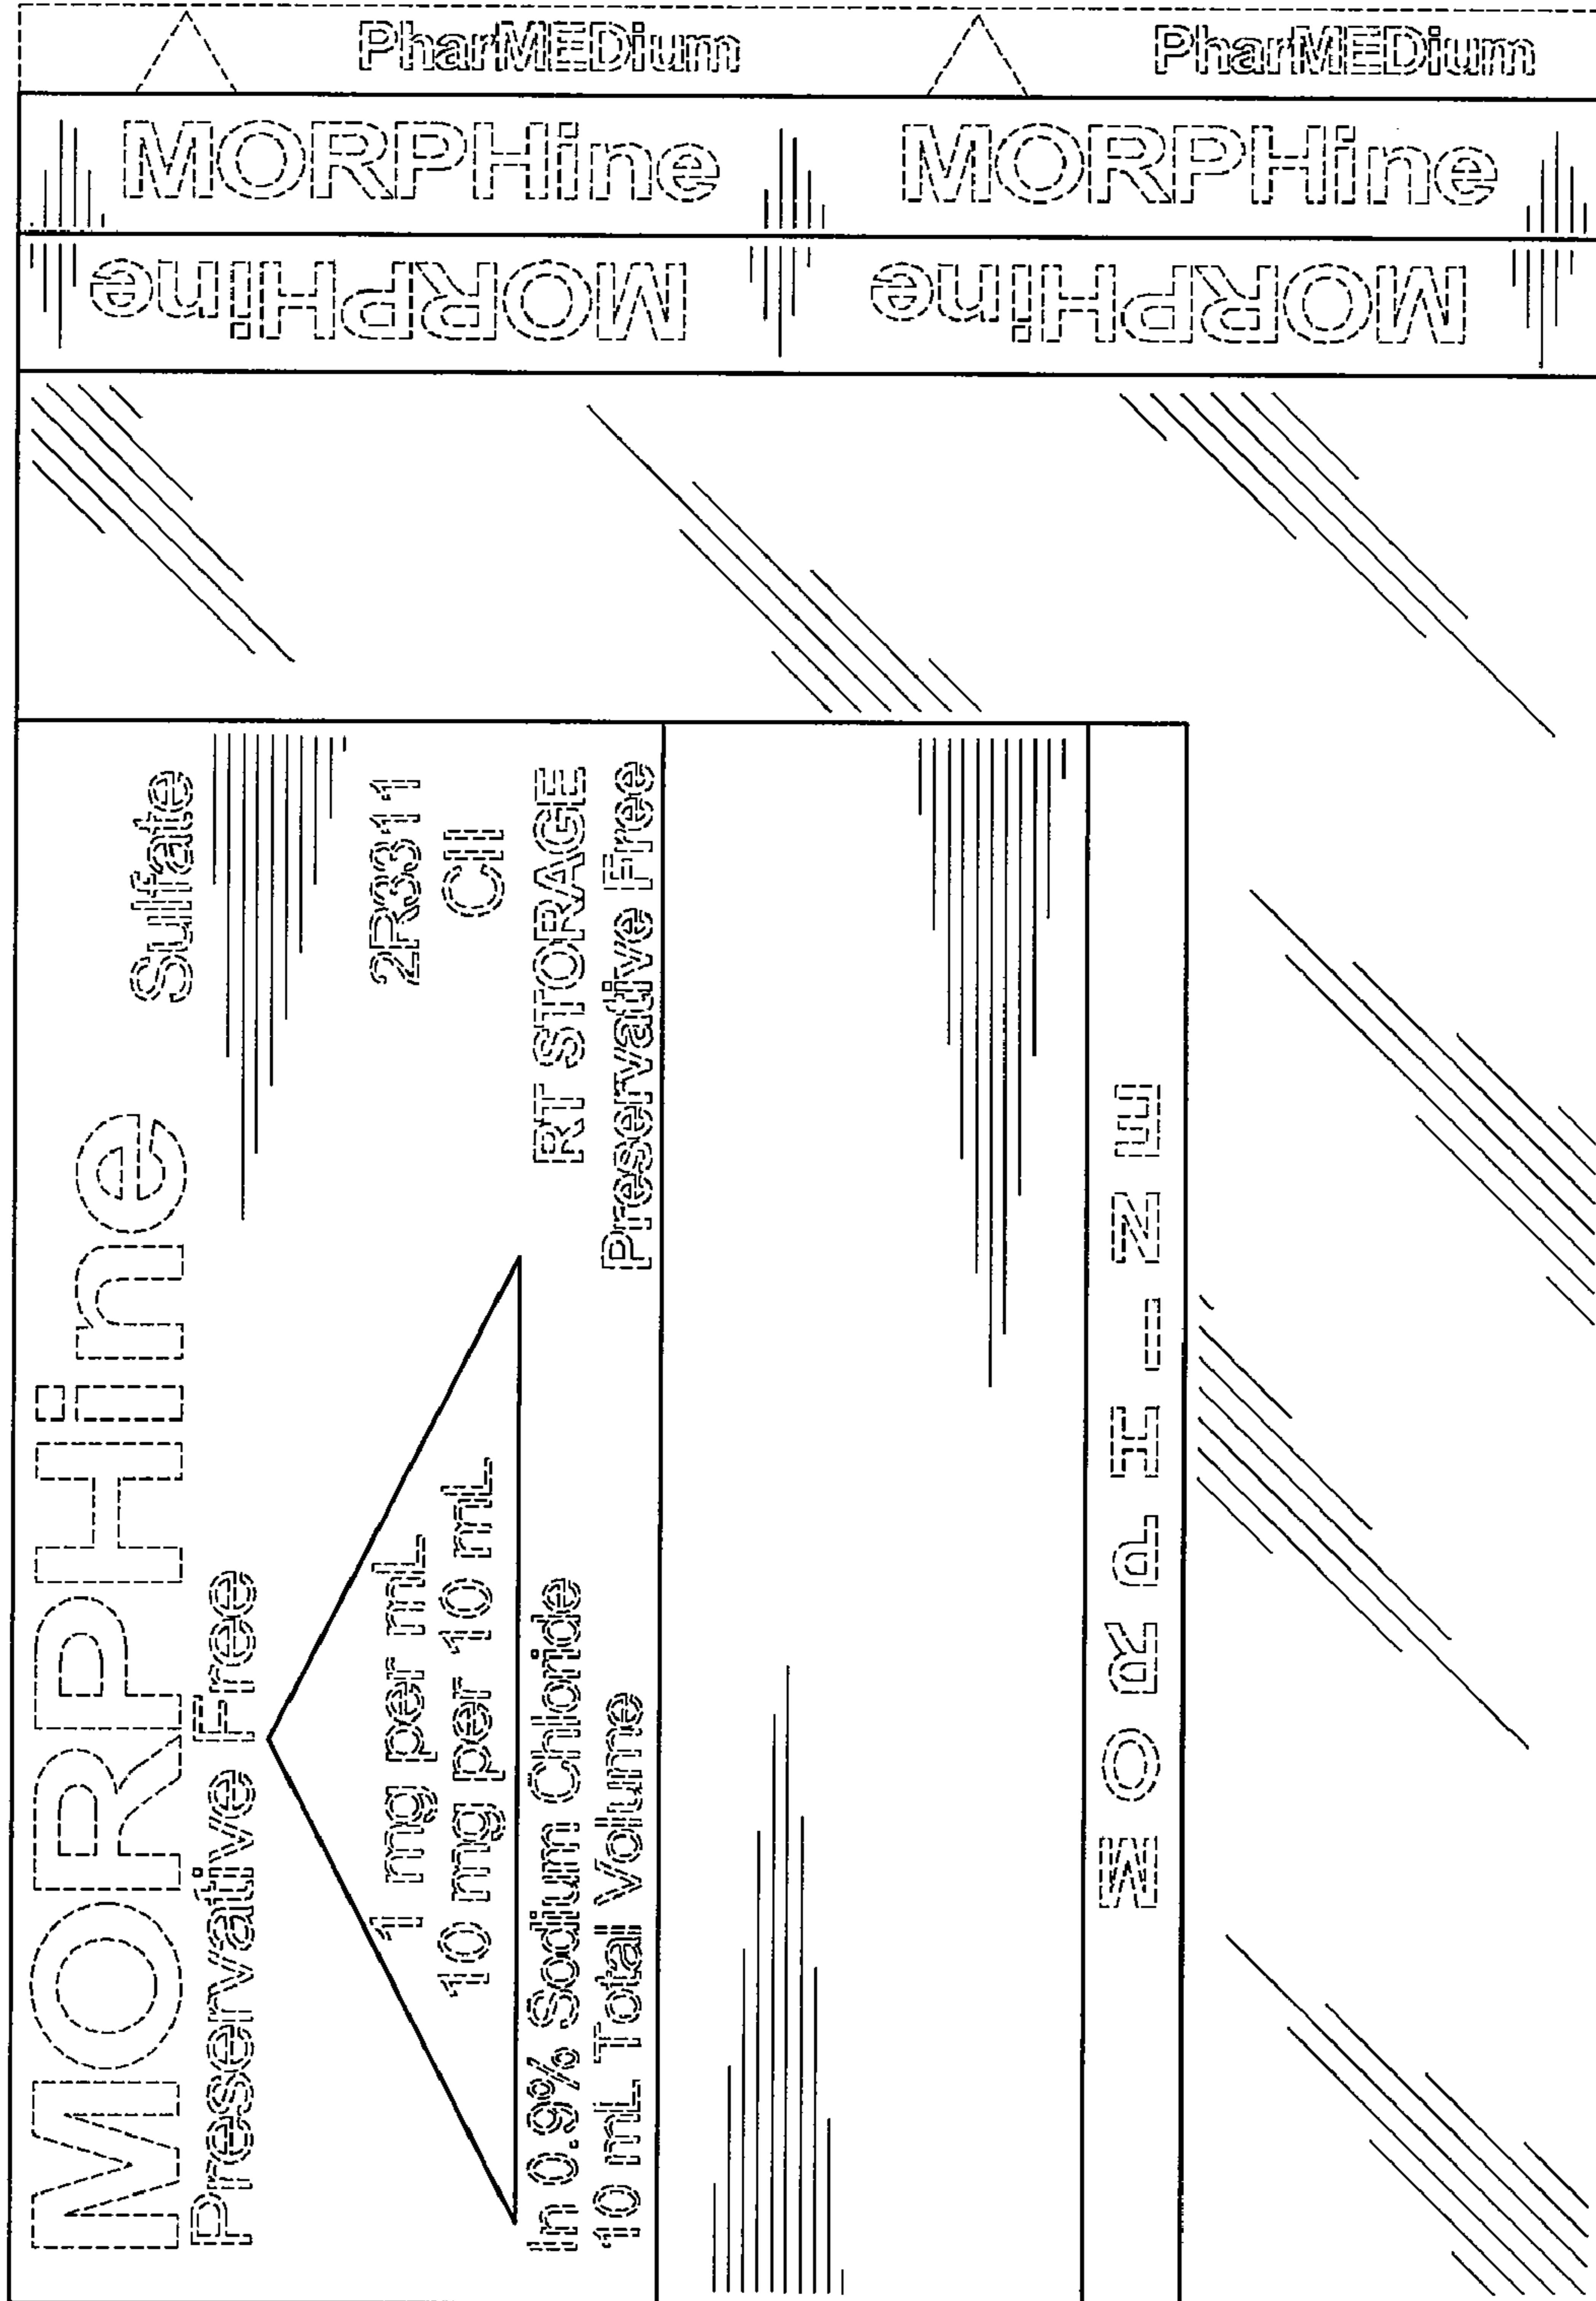 PharMEDium PharMEDium
MORPHine MORPHine
MORPHine MORPHine
MORPHine Sulfate
Preservative Free
1 mg per mL
10 mg per 10 mL
2R3311
CII
In 0.9% Sodium Chloride
10 mL Total Volume
RT STORAGE
Preservative Free
MORPHINE